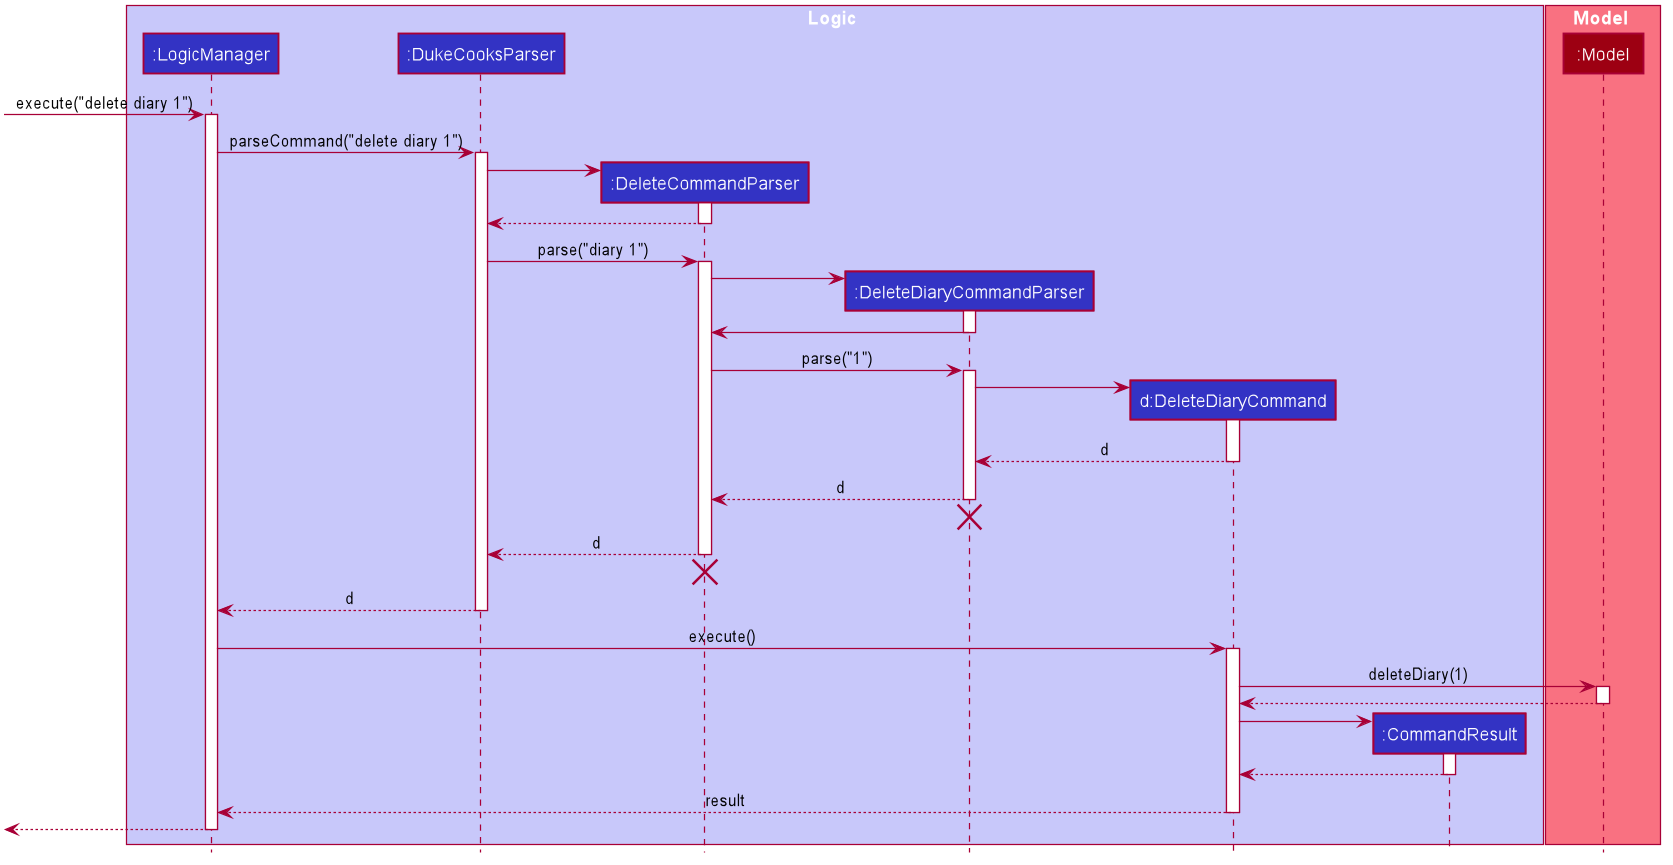 Logic
Model
:LogicManager
:DukeCooksParser
:Model
execute("delete diary 1")
parseCommand("delete diary 1")
:DeleteCommandParser
parse("diary 1")
:DeleteDiaryCommandParser
parse("1")
d:DeleteDiaryCommand
d
d
d
d
execute()
deleteDiary(1)
:CommandResult
result